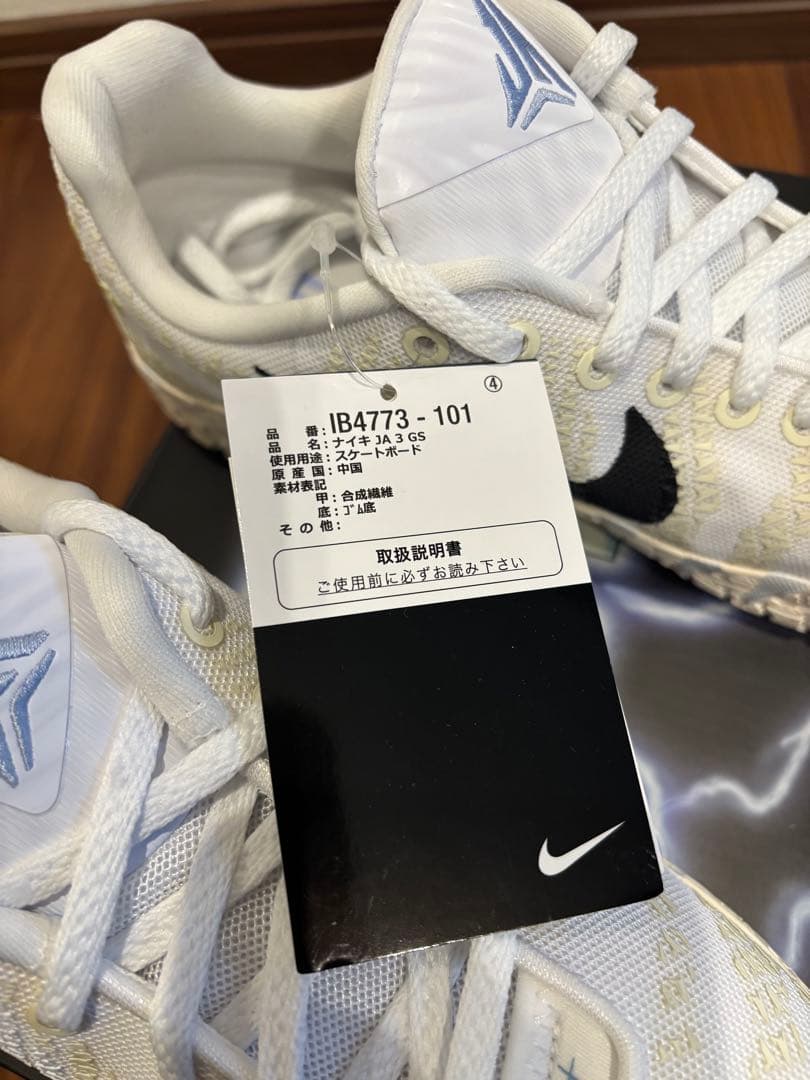 ④
品番：IB4773 - 101
品名：ナイキ JA 3 GS
使用用途：スケートボード
原産国：中国
素材表記
甲：合成繊維
底：ｺﾞﾑ底
その他：
取扱説明書
ご使用前に必ずお読み下さい